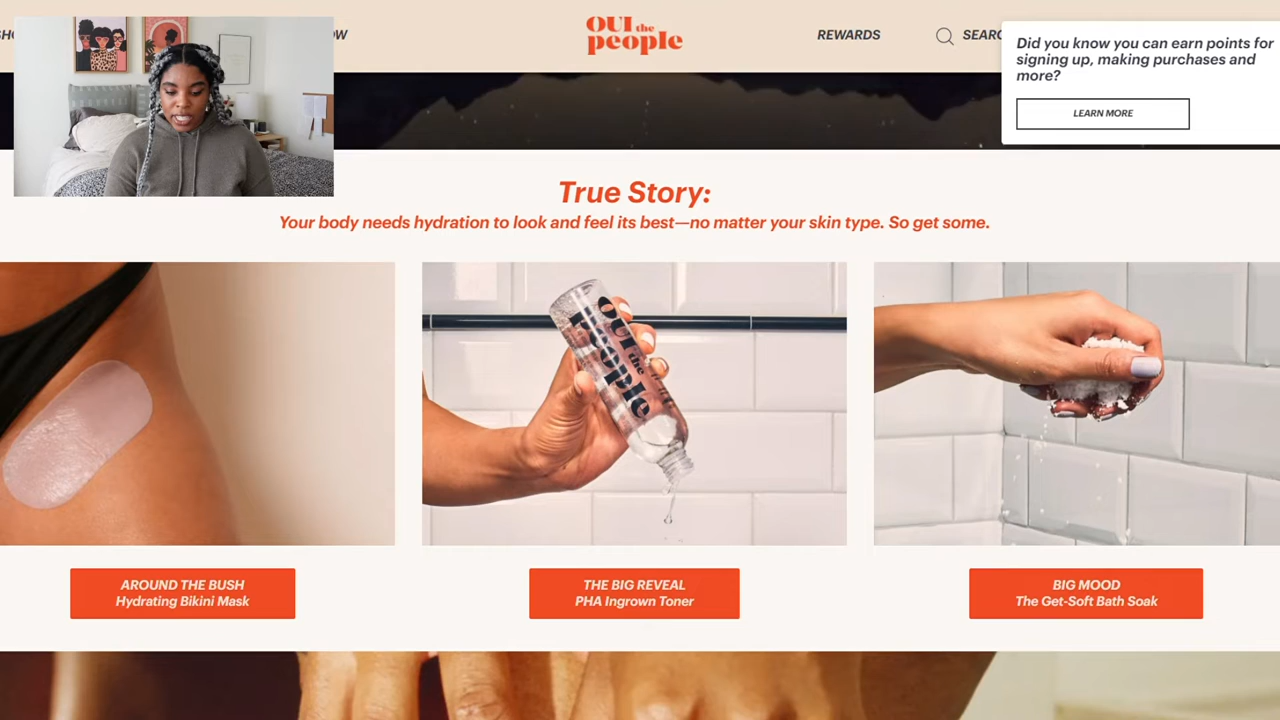 OUI the
people
REWARDS
Did you know you can earn points for
signing up, making purchases and
more?
LEARN MORE
True Story:
Your body needs hydration to look and feel its best—no matter your skin type. So get some.
OUI the
people
AROUND THE BUSH
Hydrating Bikini Mask
THE BIG REVEAL
PHA Ingrown Toner
BIG MOOD
The Get-Soft Bath Soak